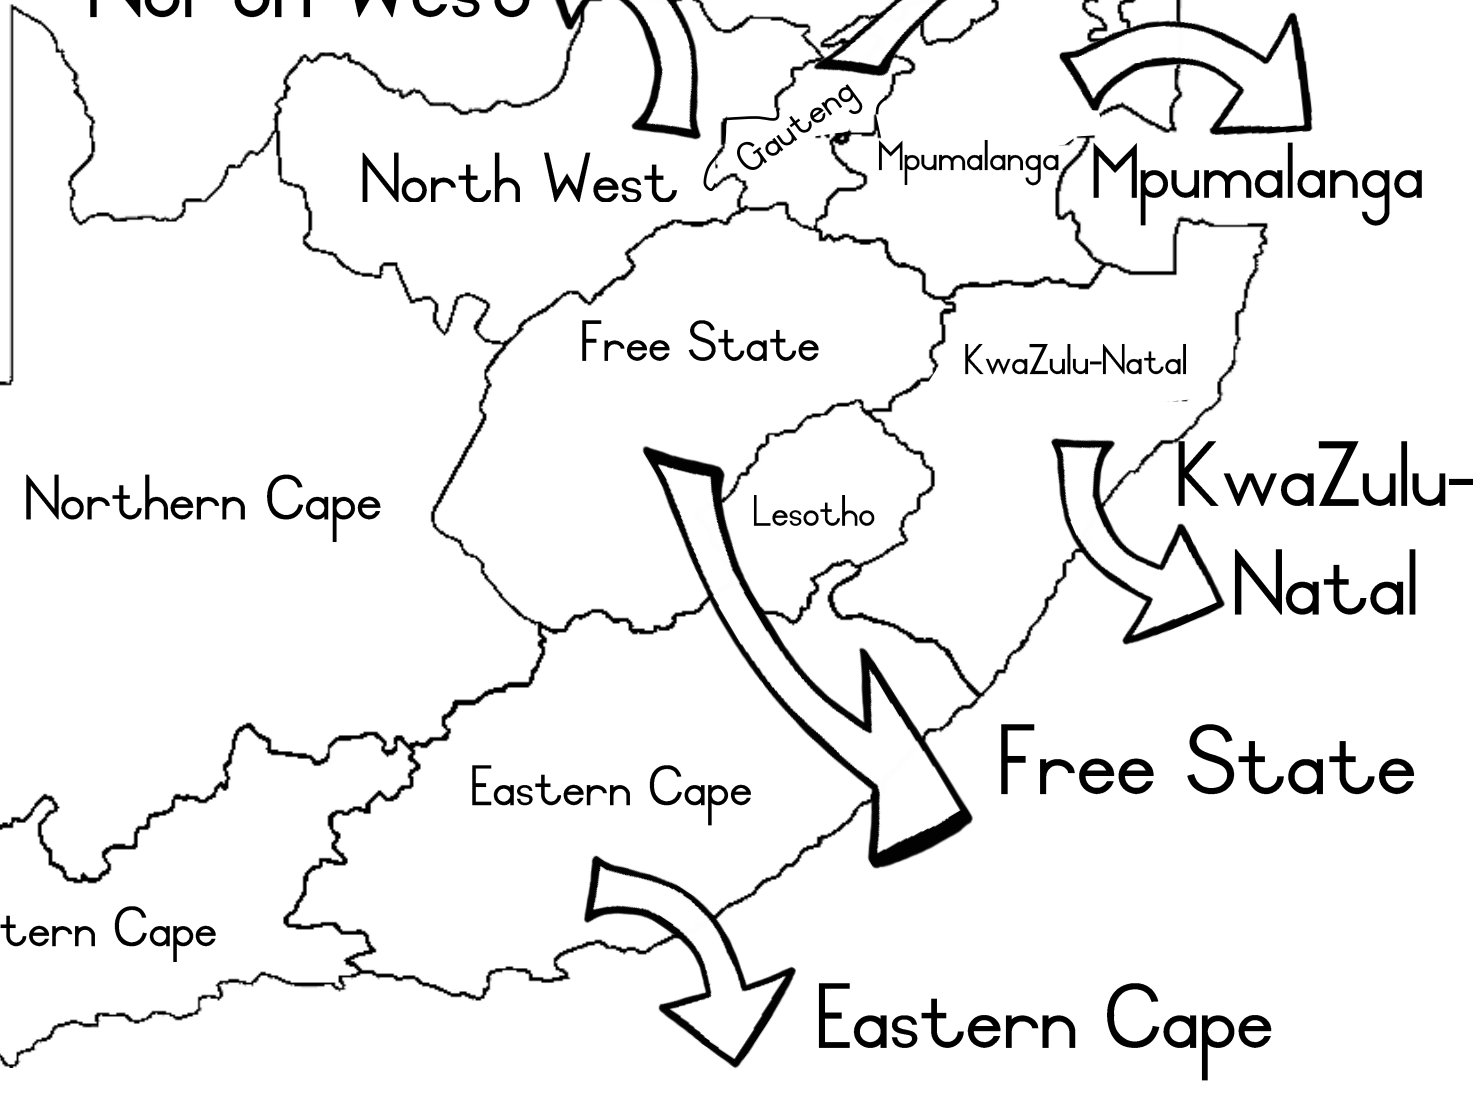 North West
Gauteng
North West
Mpumalanga
Mpumalanga
Free State
KwaZulu-Natal
Northern Cape
Lesotho
KwaZulu-
Natal
Free State
Eastern Cape
tern Cape
Eastern Cape